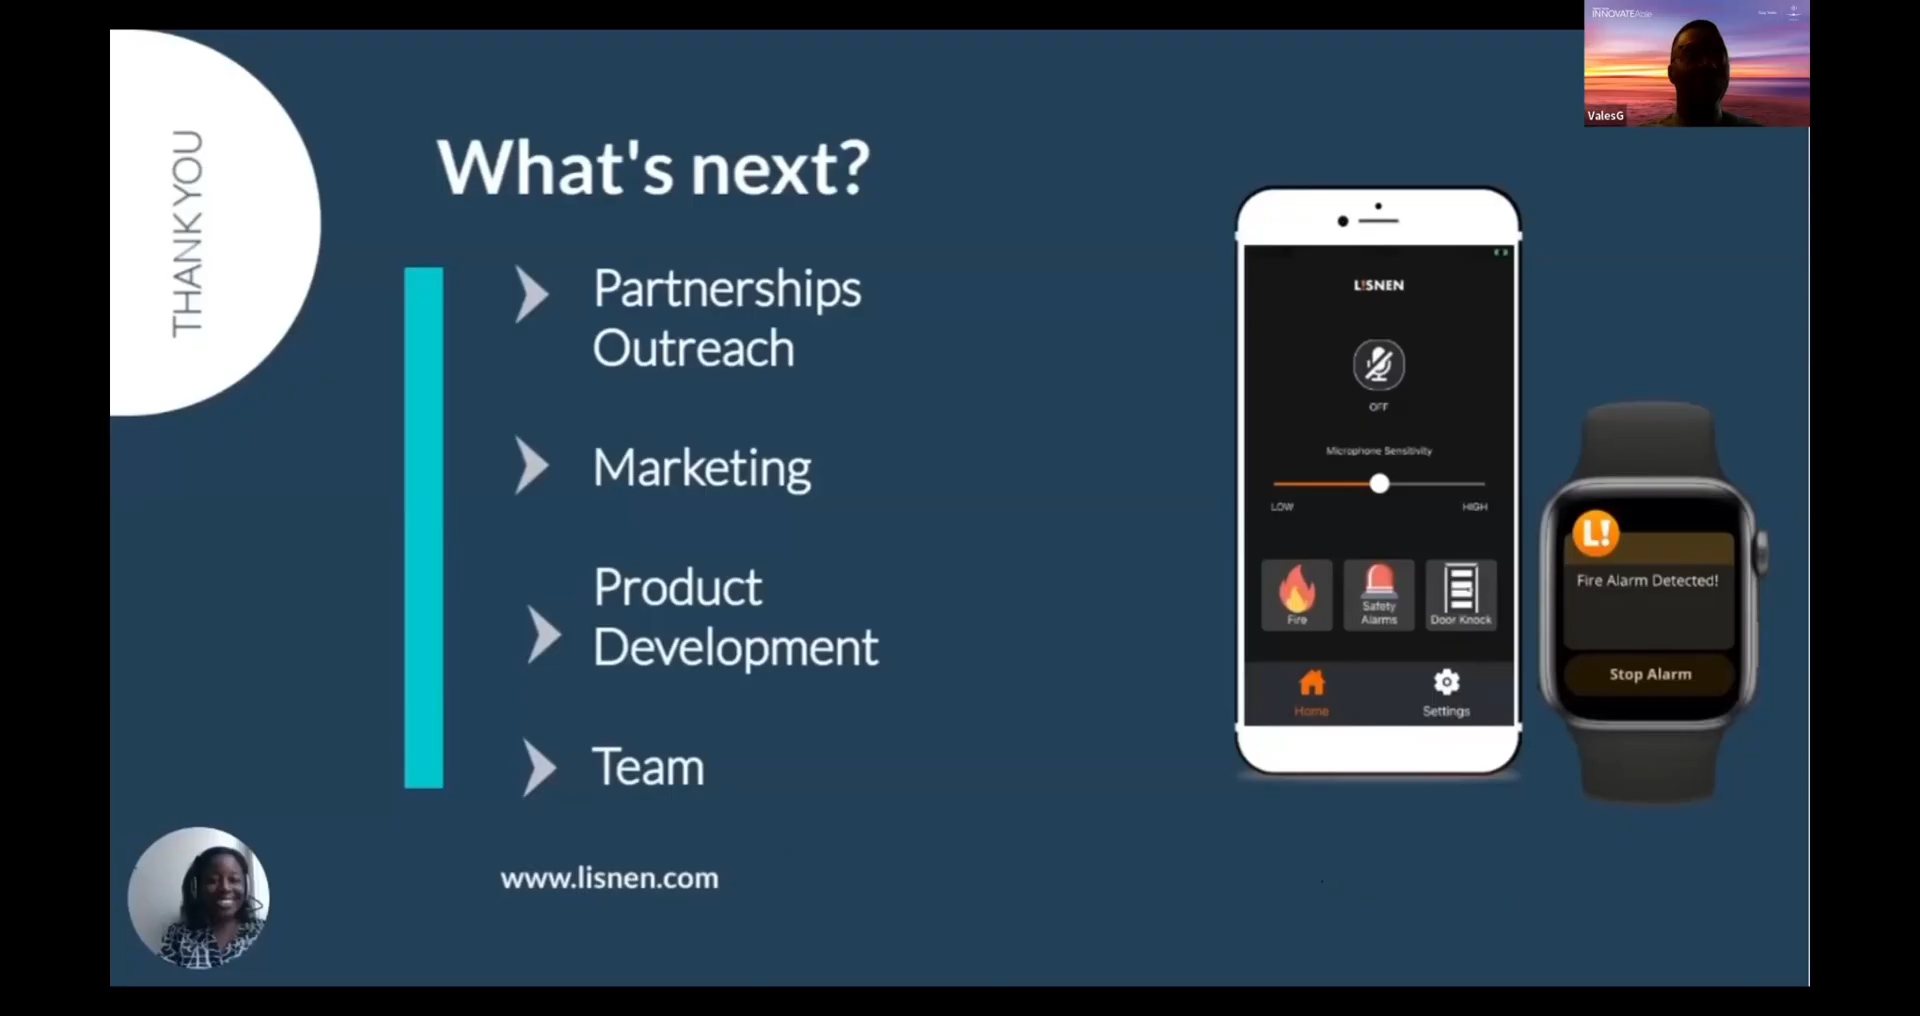 INNOVATEAble
ValesG
THANK YOU
What's next?
Partnerships
Outreach
Marketing
Product
Development
Team
www.lisnen.com
L!SNEN
OFF
Microphone Sensitivity
LOW
HIGH
Fire
Safety
Alarms
Door Knock
Home
Settings
L!
Fire Alarm Detected!
Stop Alarm